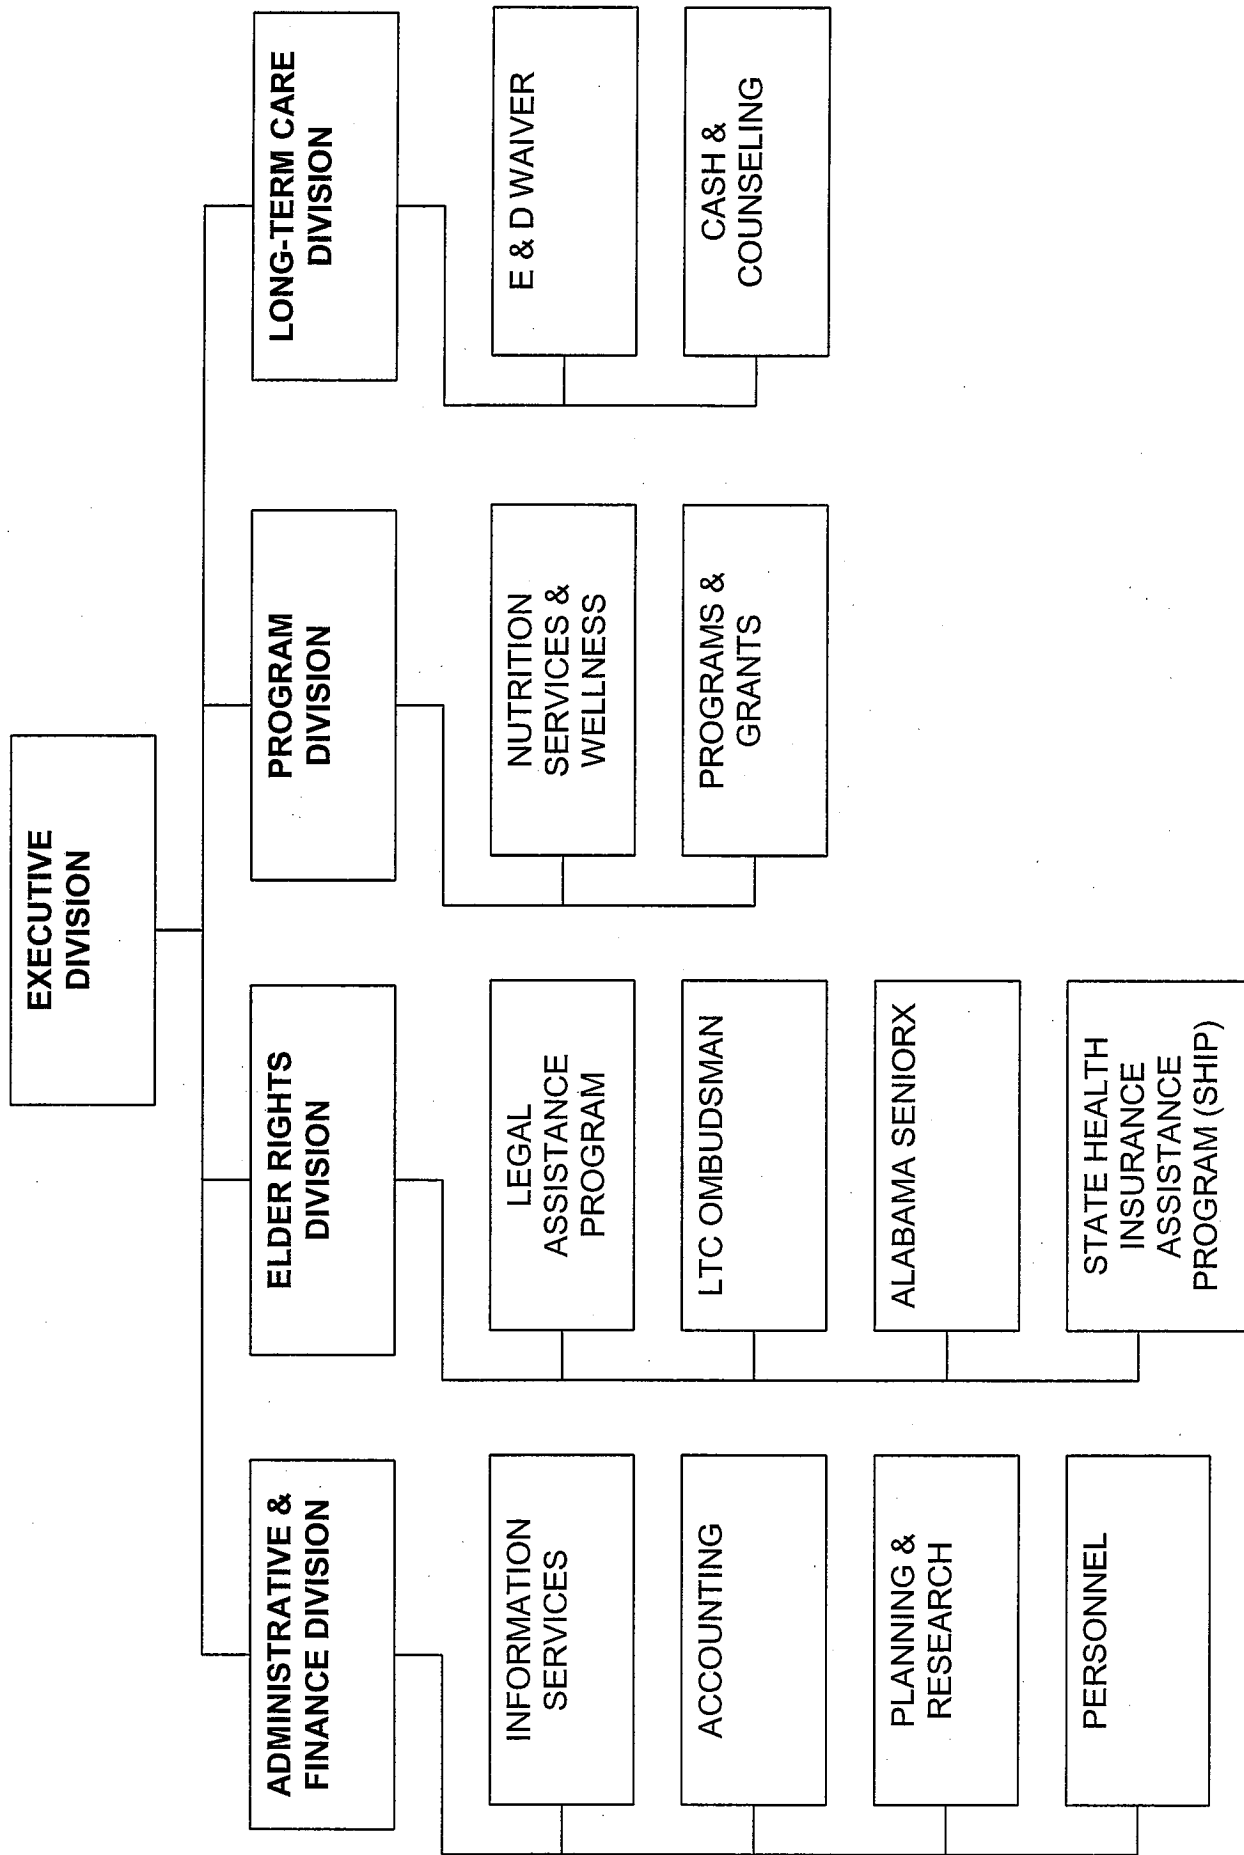 EXECUTIVE
DIVISION
ADMINISTRATIVE &
FINANCE DIVISION
INFORMATION
SERVICES
ACCOUNTING
PLANNING &
RESEARCH
PERSONNEL
ELDER RIGHTS
DIVISION
LEGAL
ASSISTANCE
PROGRAM
LTC OMBUDSMAN
ALABAMA SENIORX
STATE HEALTH
INSURANCE
ASSISTANCE
PROGRAM (SHIP)
PROGRAM
DIVISION
NUTRITION
SERVICES &
WELLNESS
PROGRAMS &
GRANTS
LONG-TERM CARE
DIVISION
E & D WAIVER
CASH &
COUNSELING